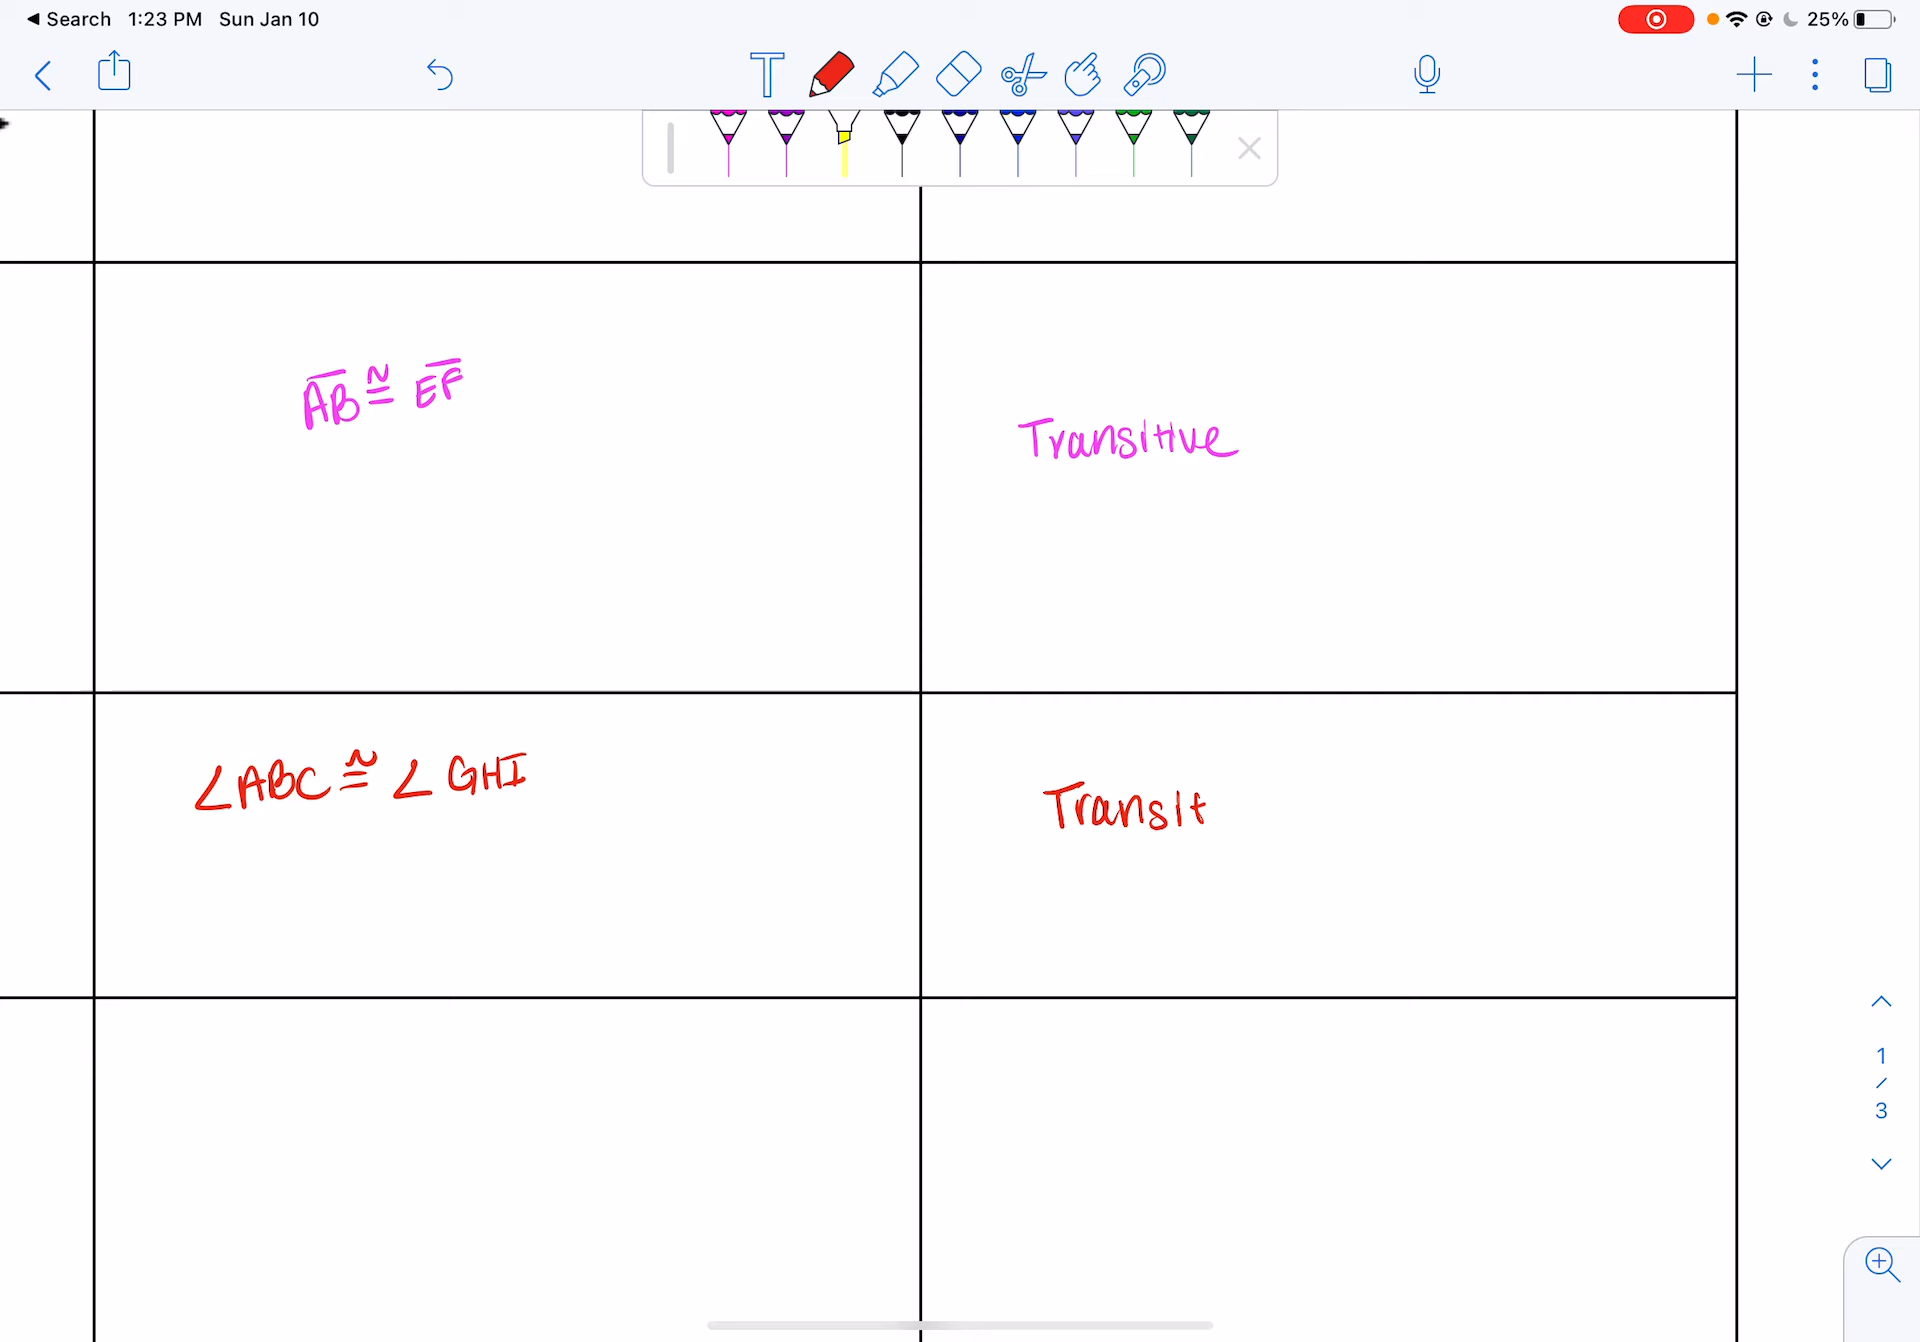 ◀ Search 1:23 PM Sun Jan 10
25%
AB ≅ EF
Transitive
∠ABC ≅ ∠GHI
Transit
1
/
3